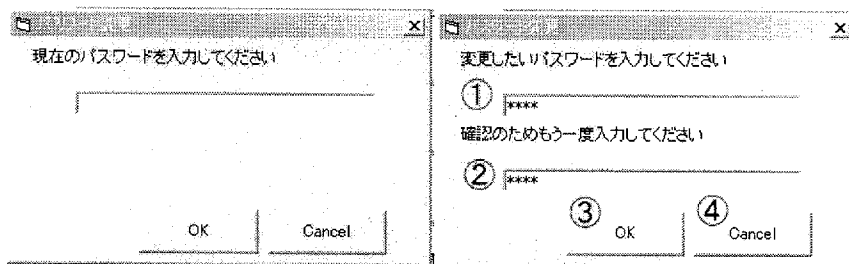 現在のパスワードを入力してください
OK
Cancel
変更したいパスワードを入力してください
① ****
確認のためもう一度入力してください
② ****
③ OK
④ Cancel